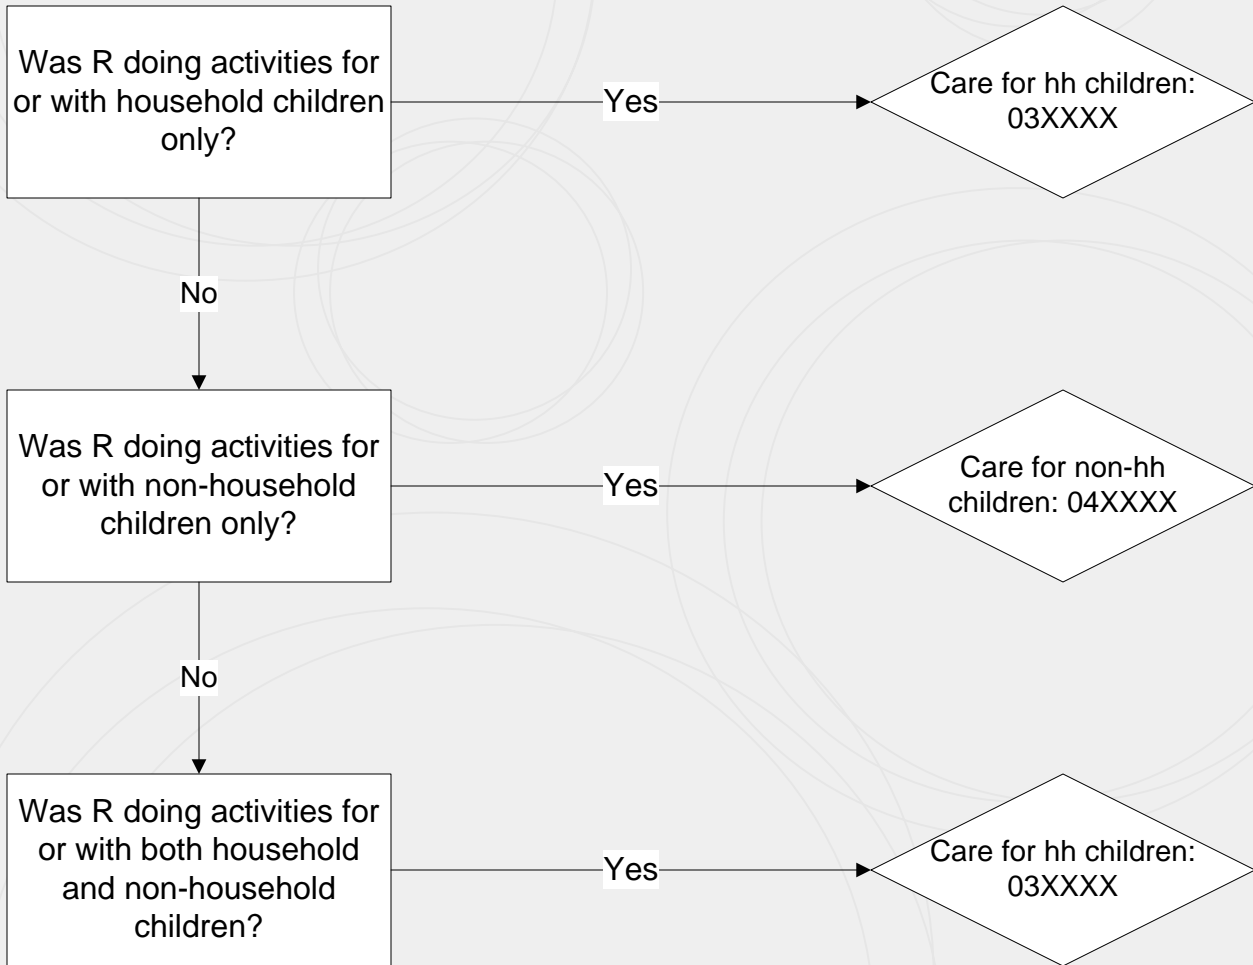 Was R doing activities for
or with household children
only?
Yes
Care for hh children:
03XXXX
No
Was R doing activities for
or with non-household
children only?
Yes
Care for non-hh
children: 04XXXX
No
Was R doing activities for
or with both household
and non-household
children?
Yes
Care for hh children:
03XXXX